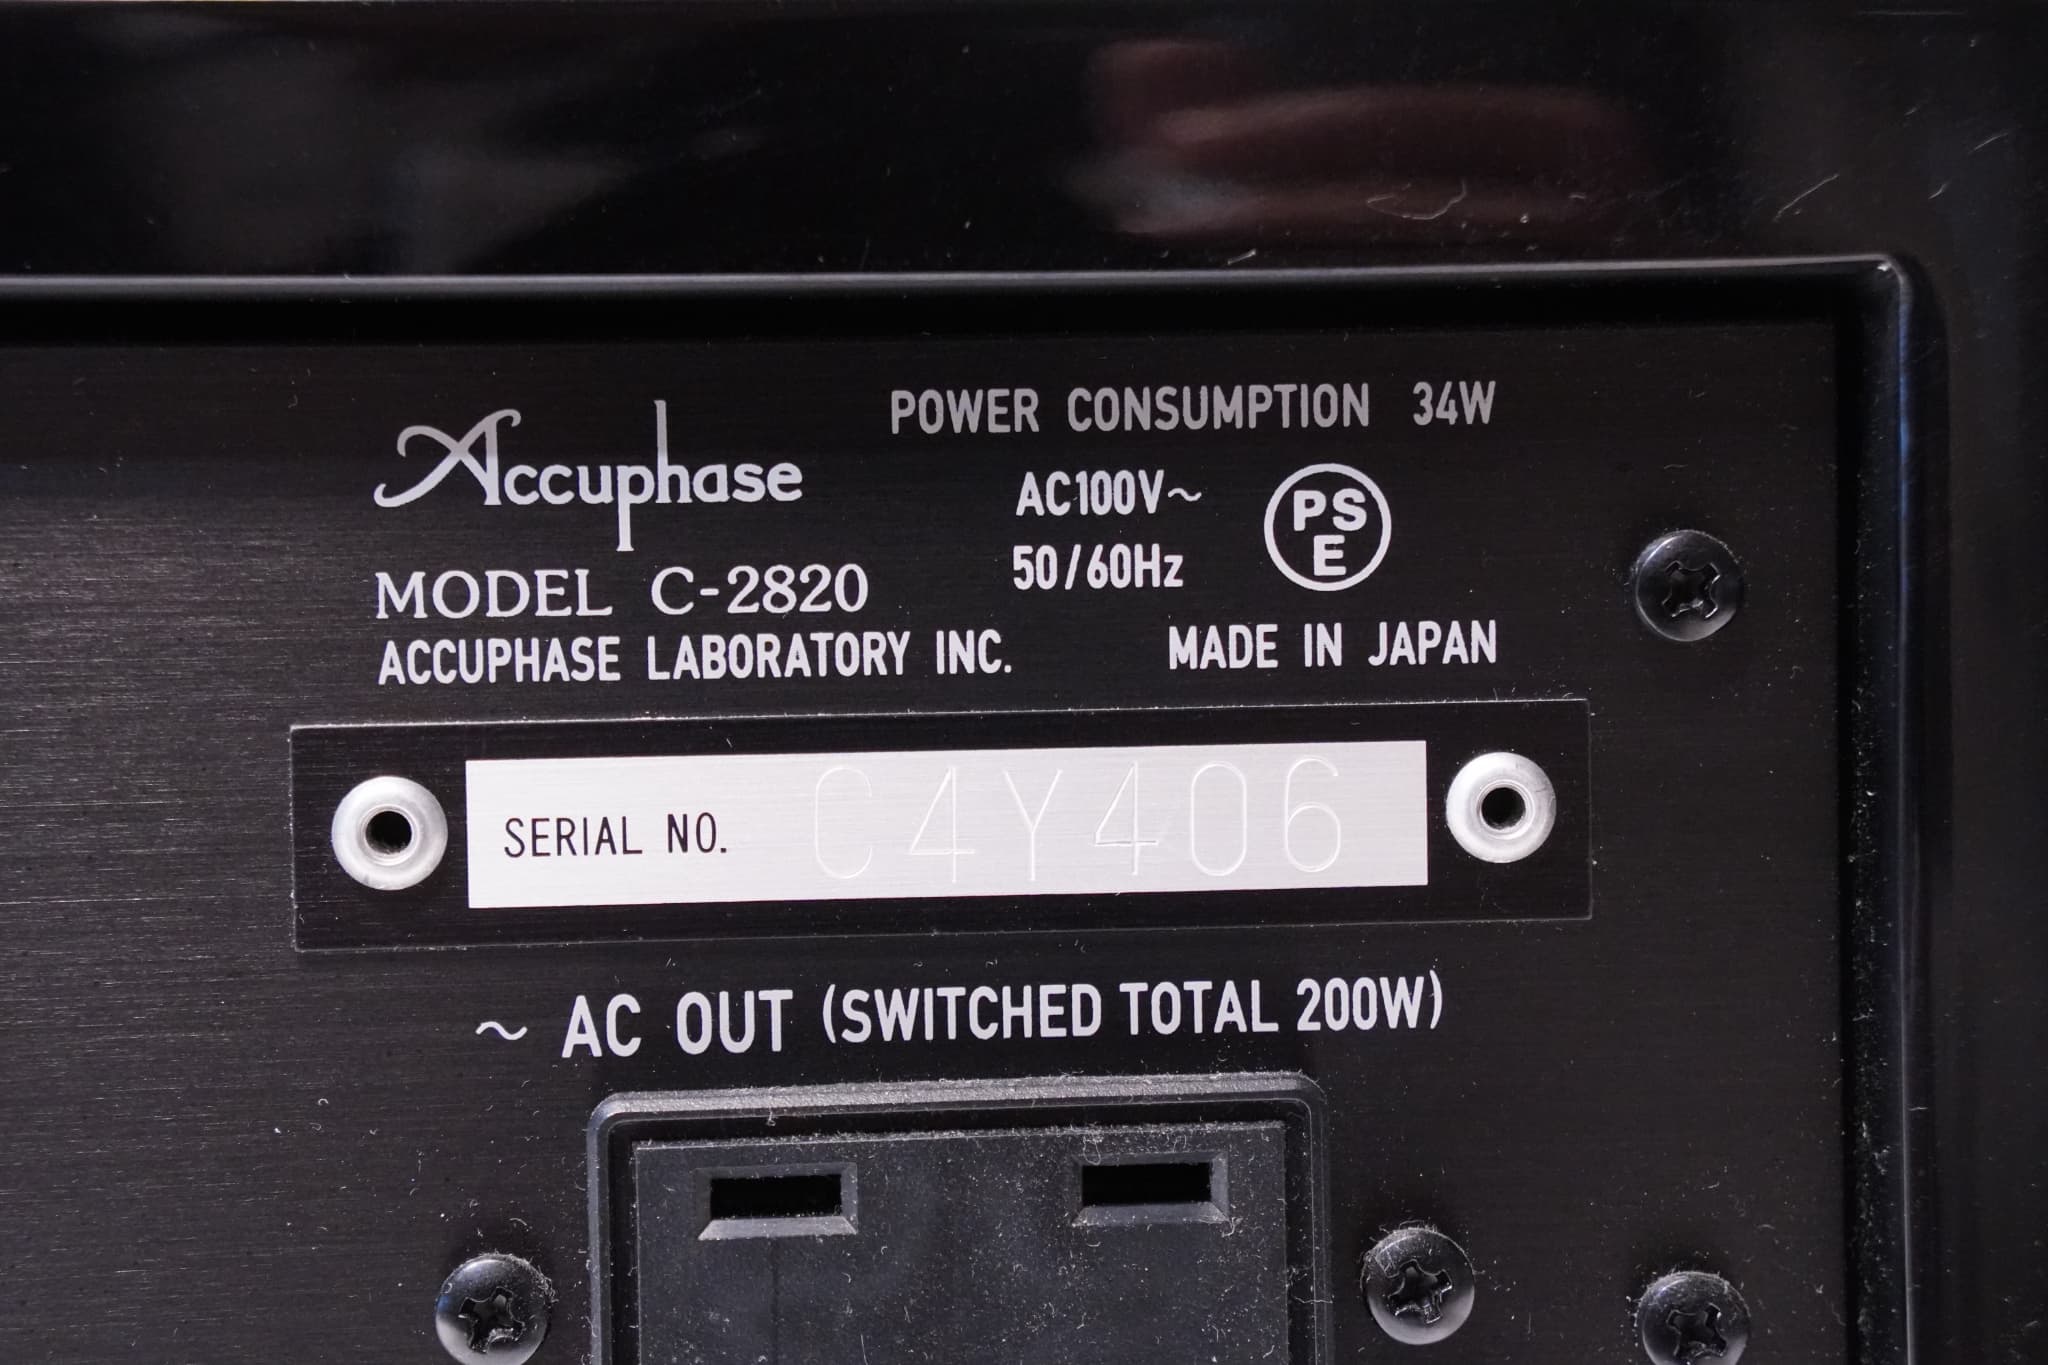 Accuphase
POWER CONSUMPTION 34W
AC100V~
50/60Hz
PS
E
MODEL C-2820
ACCUPHASE LABORATORY INC.
MADE IN JAPAN
SERIAL NO. C4Y406
~ AC OUT (SWITCHED TOTAL 200W)